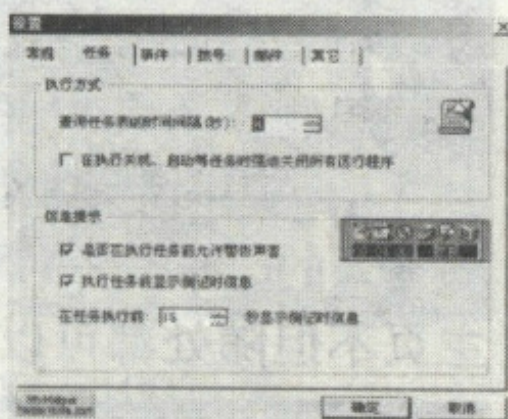 设置
常规 任务 事件 拨号 邮件 其它
执行方式
查询任务表的时间间隔(秒):
在执行关机、启动等任务时强迫关闭所有运行程序
信息提示
是否在执行任务前允许警告声音
执行任务前显示倒记时信息
在任务执行前 15 秒显示倒记时信息
确定 取消